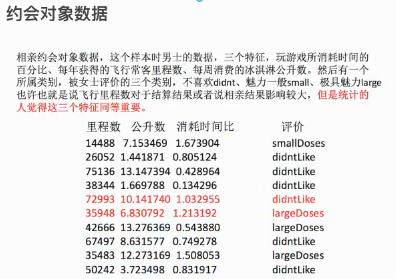 约会对象数据
相亲约会对象数据，这个样本时男士的数据，三个特征，玩游戏所消耗时间的
百分比、每年获得的飞行常客里程数、每周消费的冰淇淋公升数。然后有一个
所属类别，被女士评价的三个类别，不喜欢didnt、魅力一般small、极具魅力large
也许也就是说飞行里程数对于结算结果或者说相亲结果影响较大，但是统计的
人觉得这三个特征同等重要。
里程数 公升数 消耗时间比 评价
14488 7.153469 1.673904 smallDoses
26052 1.441871 0.805124 didntLike
75136 13.147394 0.428964 didntLike
38344 1.669788 0.134296 didntLike
72993 10.141740 1.032955 didntLike
35948 6.830792 1.213192 largeDoses
42666 13.276369 0.543880 largeDoses
67497 8.631577 0.749278 didntLike
35483 12.273169 1.508053 largeDoses
50242 3.723498 0.831917 didntLike